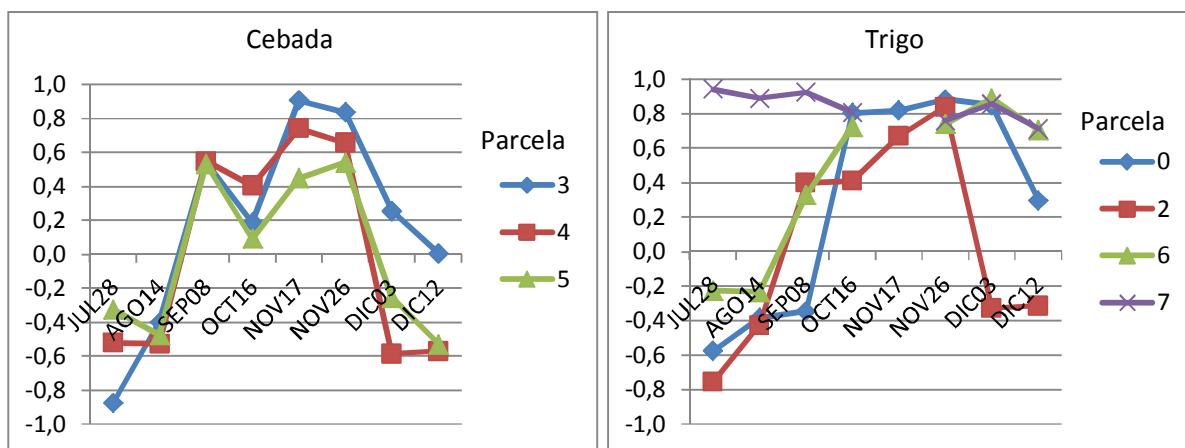 Cebada
1,0
0,8
0,6
0,4
0,2
0,0
-0,2
-0,4
-0,6
-0,8
-1,0
JUL28
AGO14
SEP08
OCT16
NOV17
NOV26
DIC03
DIC12
Parcela
3
4
5
Trigo
1,0
0,8
0,6
0,4
0,2
0,0
-0,2
-0,4
-0,6
-0,8
-1,0
JUL28
AGO14
SEP08
OCT16
NOV17
NOV26
DIC03
DIC12
Parcela
0
2
6
7